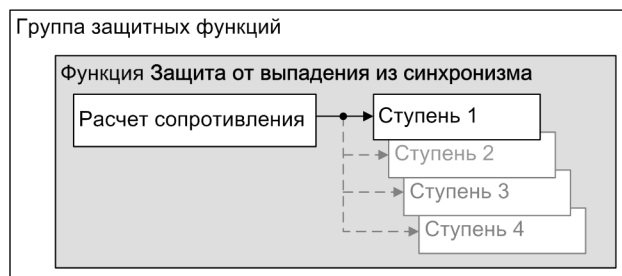 Группа защитных функций
Функция Защита от выпадения из синхронизма
Расчет сопротивления
Ступень 1
Ступень 2
Ступень 3
Ступень 4